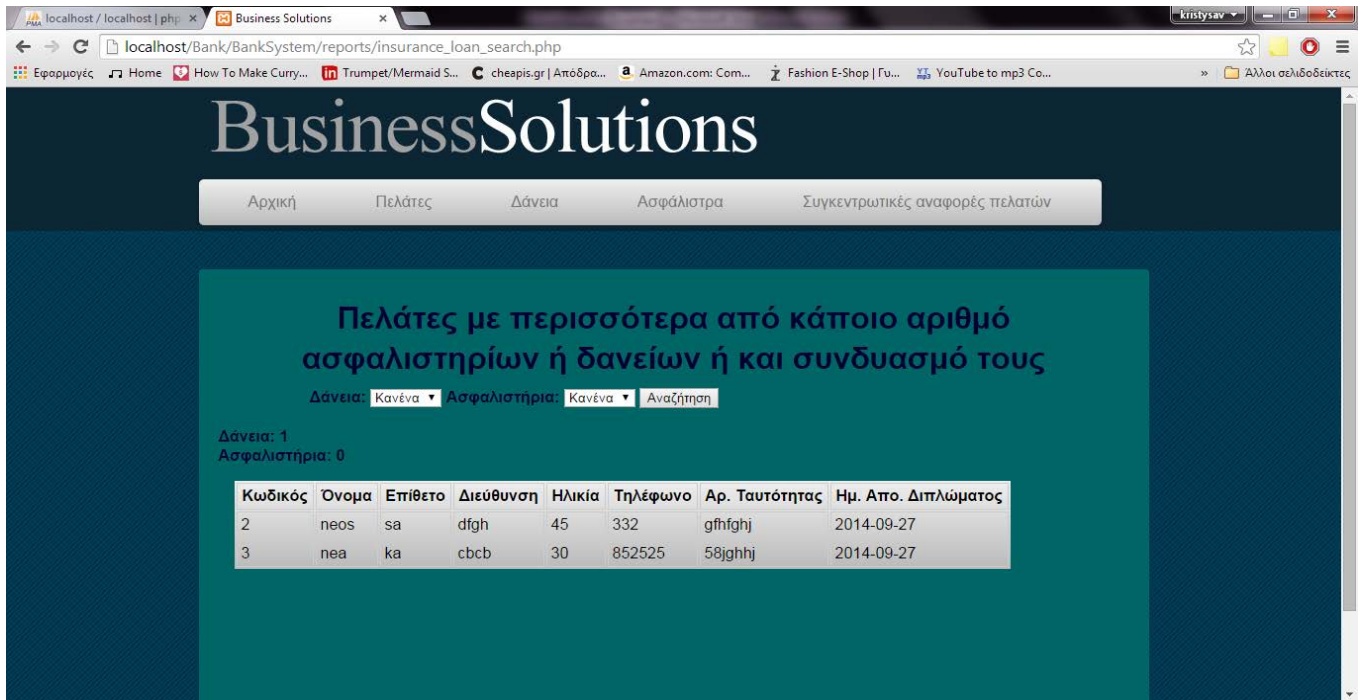 localhost / localhost | php
Business Solutions
kristysav
localhost/Bank/BankSystem/reports/insurance_loan_search.php
Εφαρμογές Home How To Make Curry... Trumpet/Mermaid S... cheapis.gr | Απόδρα... Amazon.com: Com... Fashion E-Shop | Γυ... YouTube to mp3 Co... » Άλλοι σελιδοδείκτες
BusinessSolutions
Αρχική Πελάτες Δάνεια Ασφάλιστρα Συγκεντρωτικές αναφορές πελατών
Πελάτες με περισσότερα από κάποιο αριθμό
ασφαλιστηρίων ή δανείων ή και συνδυασμό τους
Δάνεια: Κανένα Ασφαλιστήρια: Κανένα Αναζήτηση
Δάνεια: 1
Ασφαλιστήρια: 0
Κωδικός Όνομα Επίθετο Διεύθυνση Ηλικία Τηλέφωνο Αρ. Ταυτότητας Ημ. Απο. Διπλώματος
2 neos sa dfgh 45 332 gfhfghj 2014-09-27
3 nea ka cbcb 30 852525 58jghhj 2014-09-27